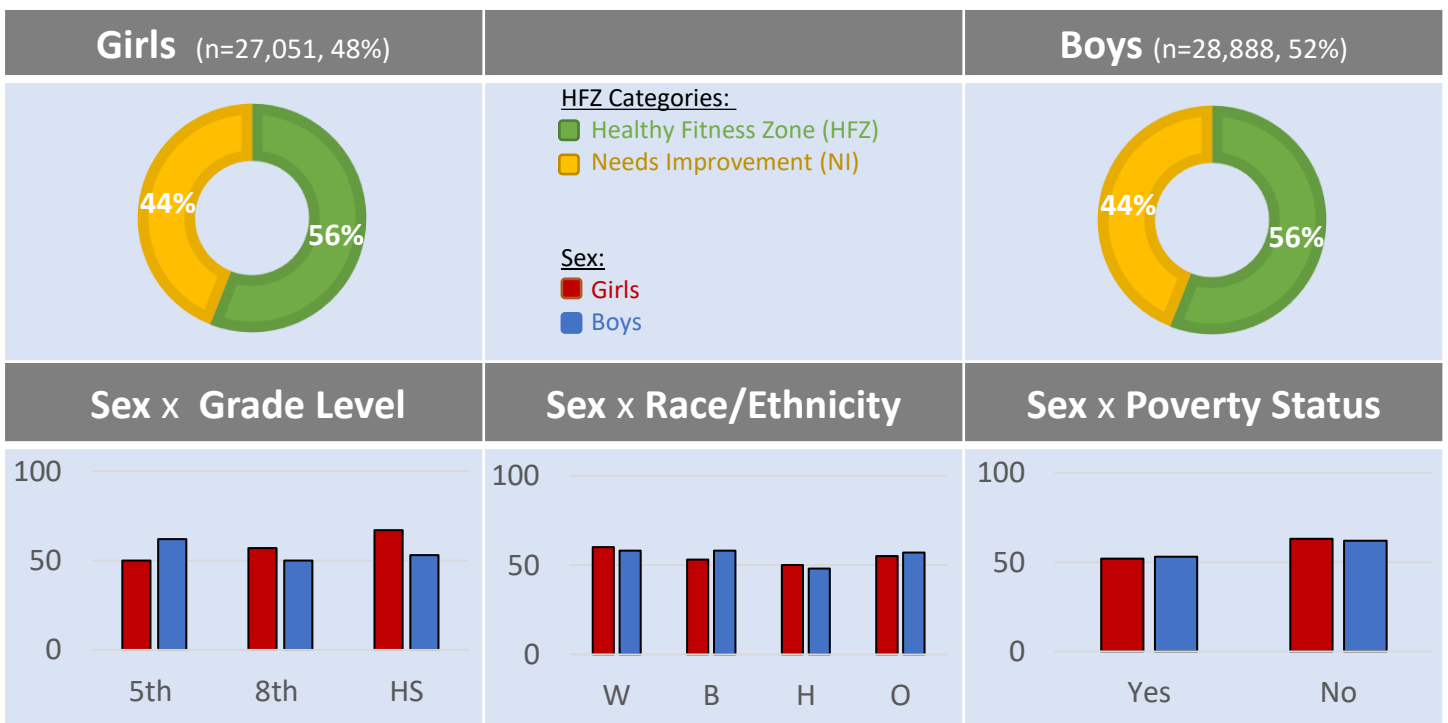 Girls (n=27,051, 48%)
Boys (n=28,888, 52%)
44%
56%
HFZ Categories:
Healthy Fitness Zone (HFZ)
Needs Improvement (NI)
Sex:
Girls
Boys
44%
56%
Sex x Grade Level
Sex x Race/Ethnicity
Sex x Poverty Status
100
50
0
5th 8th HS
100
50
0
W B H O
100
50
0
Yes No